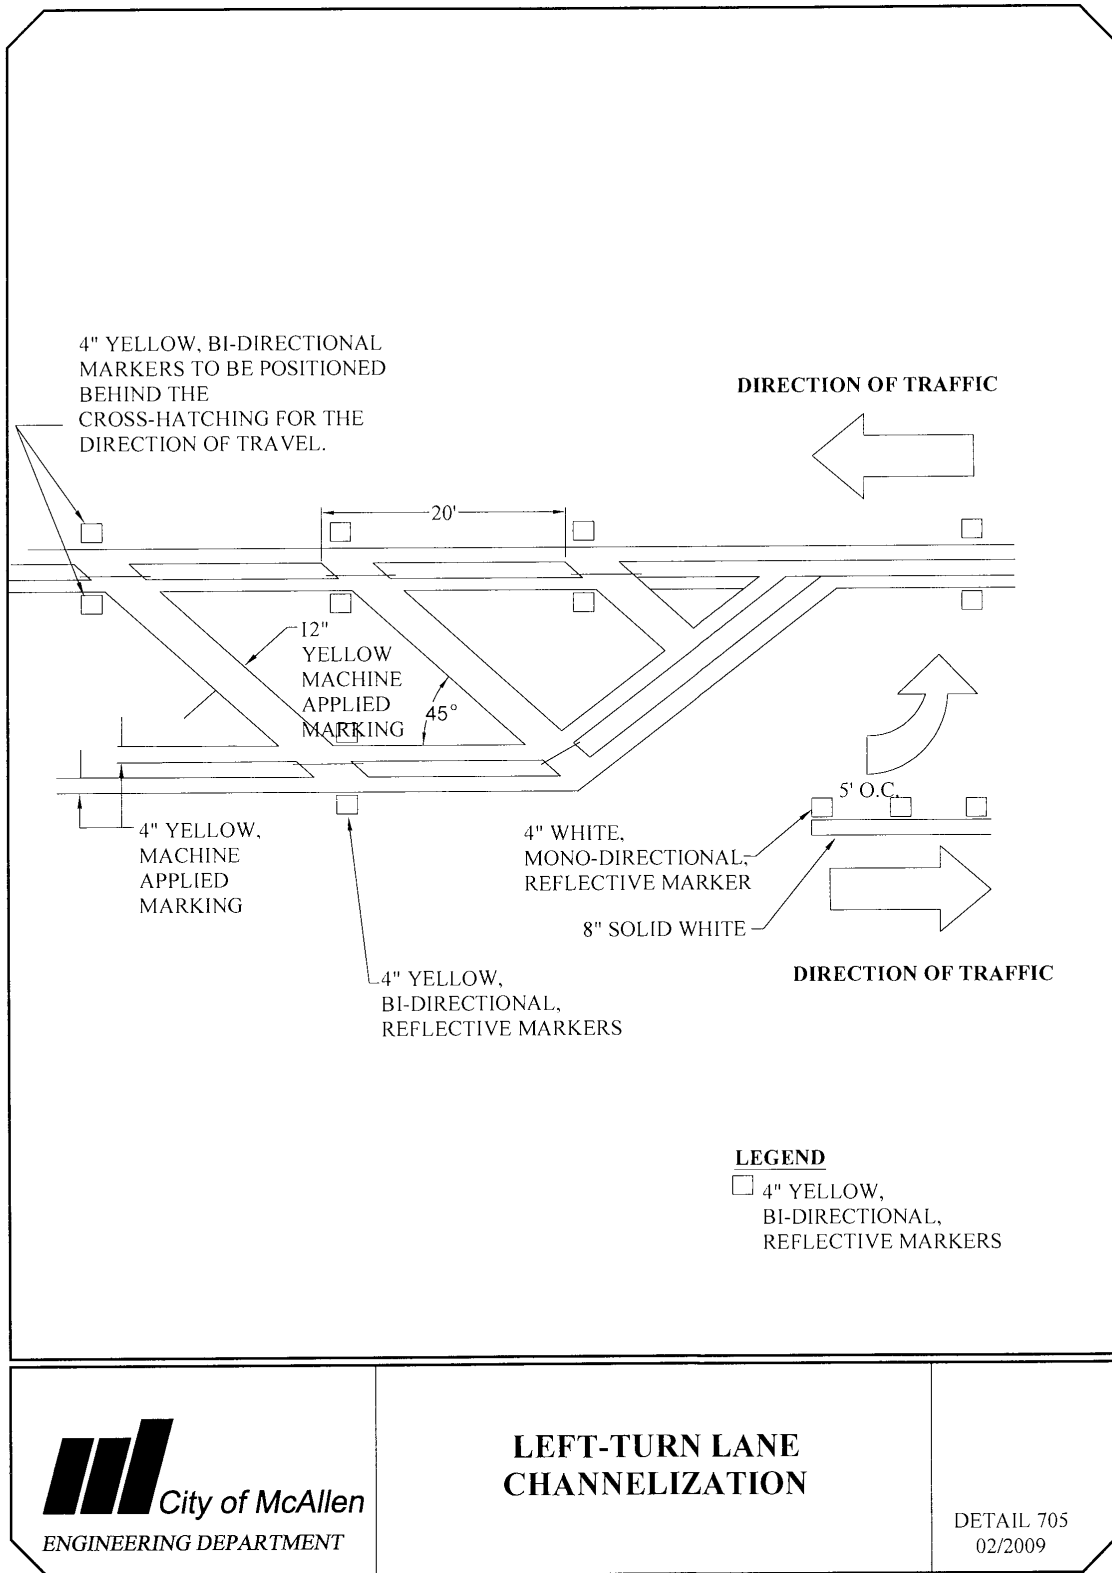 4" YELLOW, BI-DIRECTIONAL
MARKERS TO BE POSITIONED
BEHIND THE
CROSS-HATCHING FOR THE
DIRECTION OF TRAVEL.
DIRECTION OF TRAFFIC
20'
12"
YELLOW
MACHINE
APPLIED
MARKING
45°
5' O.C.
4" YELLOW,
MACHINE
APPLIED
MARKING
4" WHITE,
MONO-DIRECTIONAL,
REFLECTIVE MARKER
8" SOLID WHITE
DIRECTION OF TRAFFIC
4" YELLOW,
BI-DIRECTIONAL,
REFLECTIVE MARKERS
LEGEND
4" YELLOW,
BI-DIRECTIONAL,
REFLECTIVE MARKERS
City of McAllen
ENGINEERING DEPARTMENT
LEFT-TURN LANE
CHANNELIZATION
DETAIL 705
02/2009